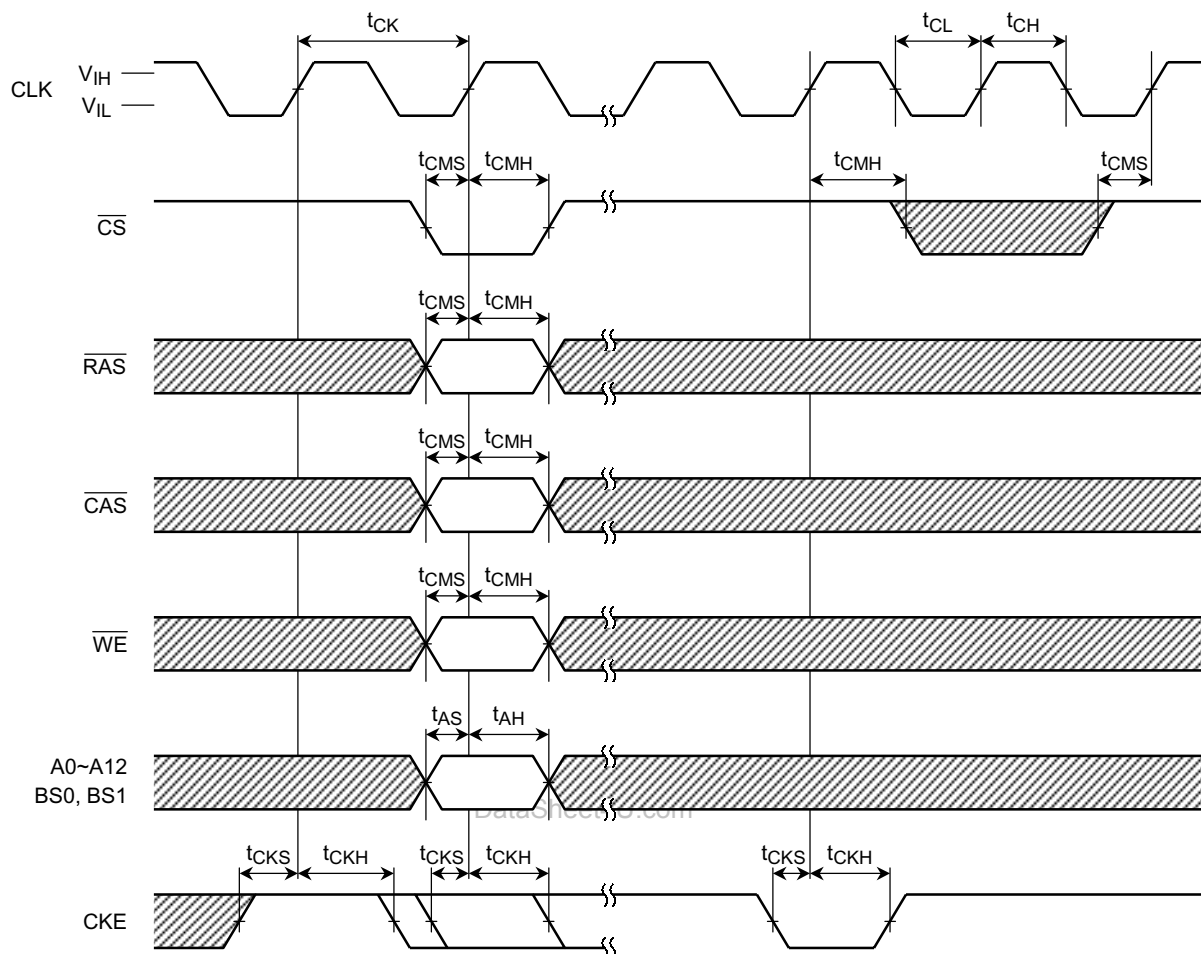 tCK tCL tCH
CLK VIH
VIL
tCMS tCMH tCMH tCMS
CS
tCMS tCMH
RAS
tCMS tCMH
CAS
tCMS tCMH
WE
tAS tAH
A0~A12
BS0, BS1
tCKS tCKH tCKS tCKH tCKS tCKH
CKE